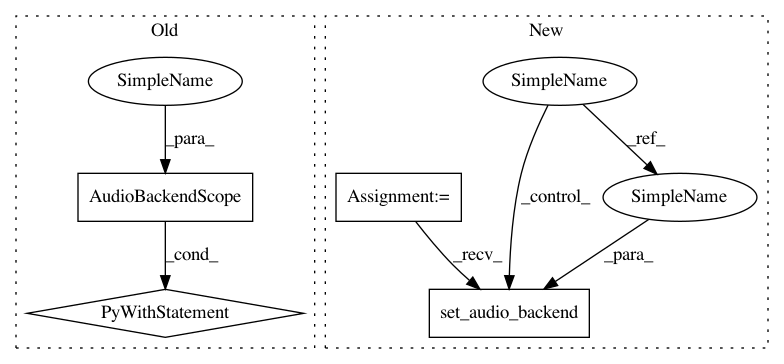 Old
New
SimpleName
SimpleName
_para_
_ref_
AudioBackendScope
Assignment:=
_control_
SimpleName
_cond_
_recv_
_para_
PyWithStatement
set_audio_backend